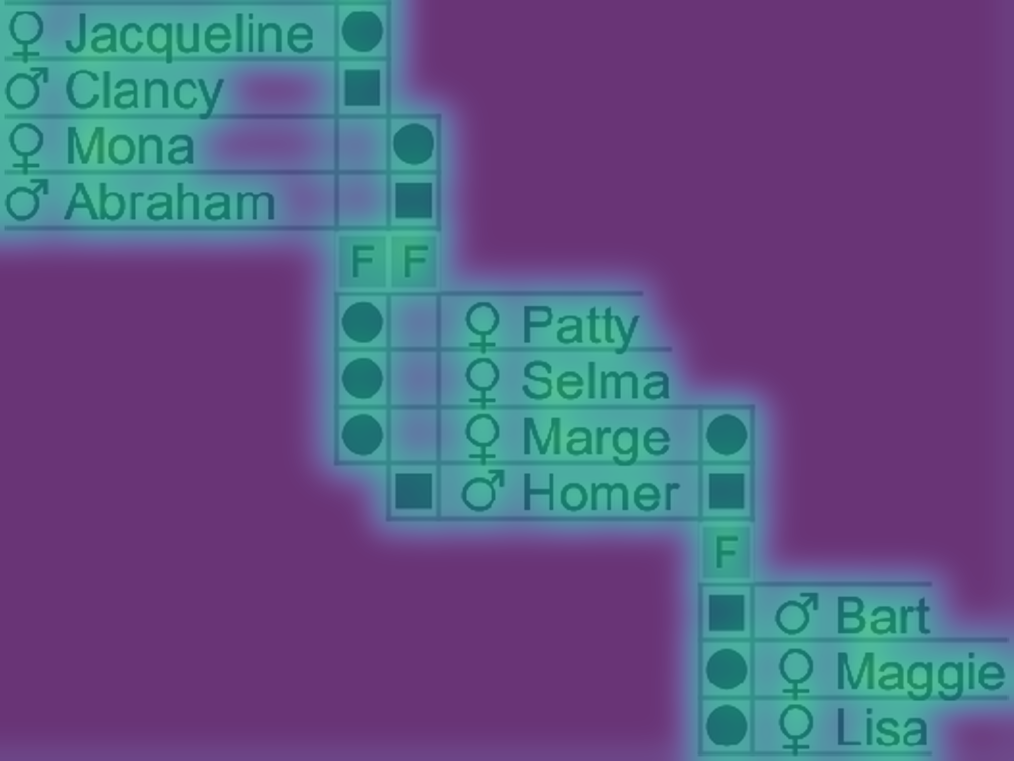 ♀ Jacqueline
♂ Clancy
♀ Mona
♂ Abraham
F F
♀ Patty
♀ Selma
♀ Marge
♂ Homer
F
♂ Bart
♀ Maggie
♀ Lisa